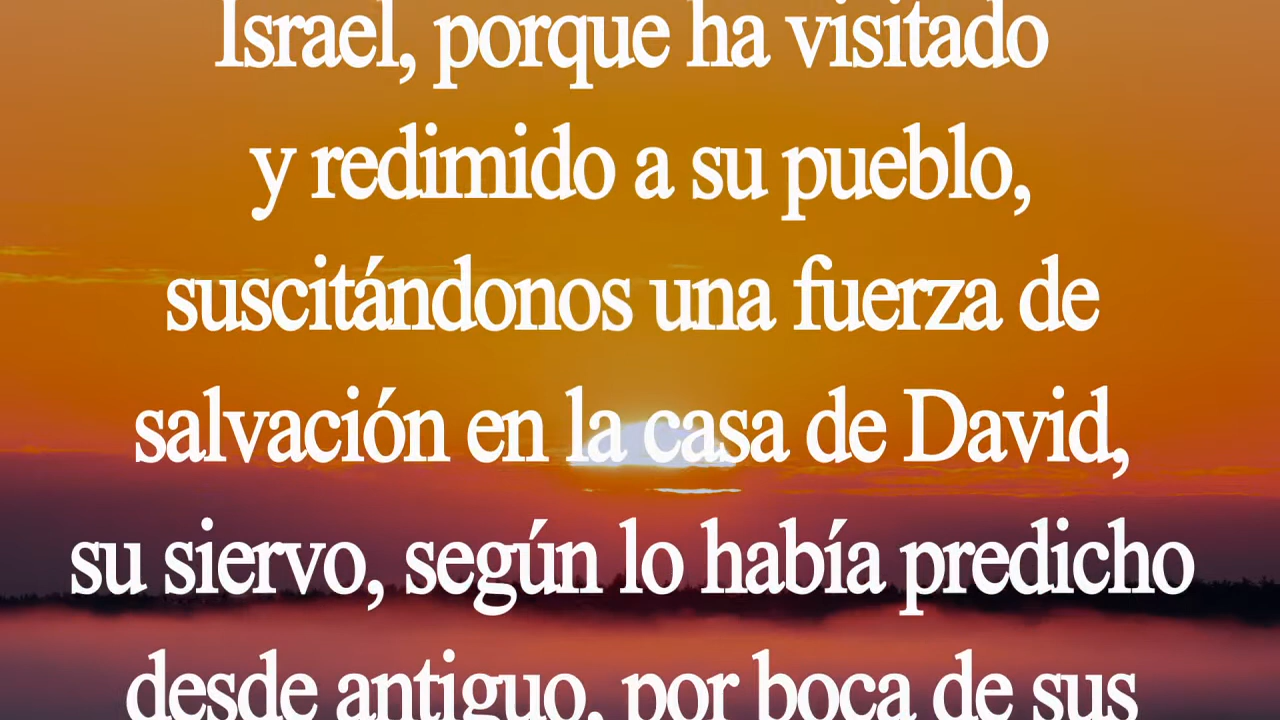 Israel, porque ha visitado
y redimido a su pueblo,
suscitándonos una fuerza de
salvación en la casa de David,
su siervo, según lo había predicho
desde antiguo, por boca de sus